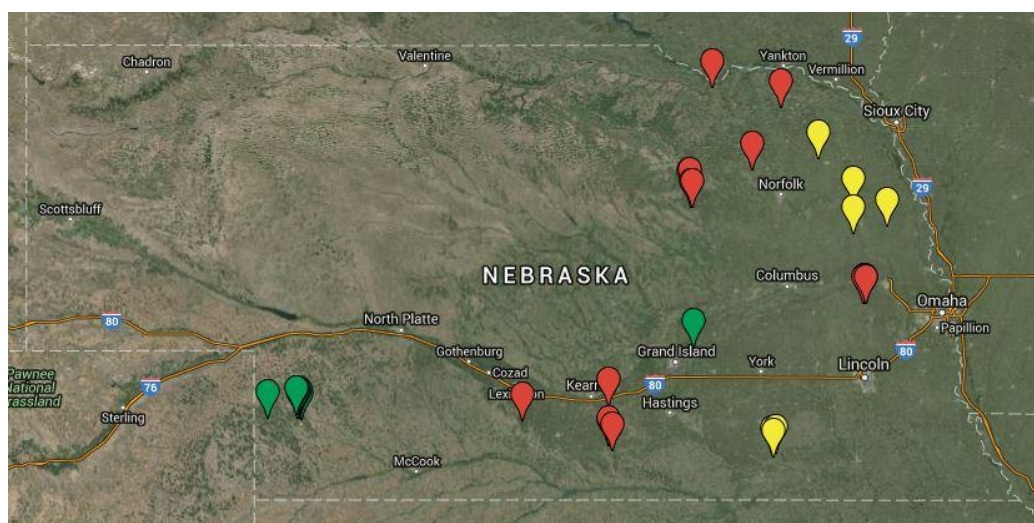 29
Chadron
Valentine
Yankton
Vermillion
Sioux City
Norfolk
29
Scottsbluff
NEBRASKA
Columbus
Omaha
Papillion
80
North Platte
Grand Island
80
Gothenburg
Cozad
York
Lincoln
Pawnee
National
76
Kearn
80
Sterling
Hastings
McCook